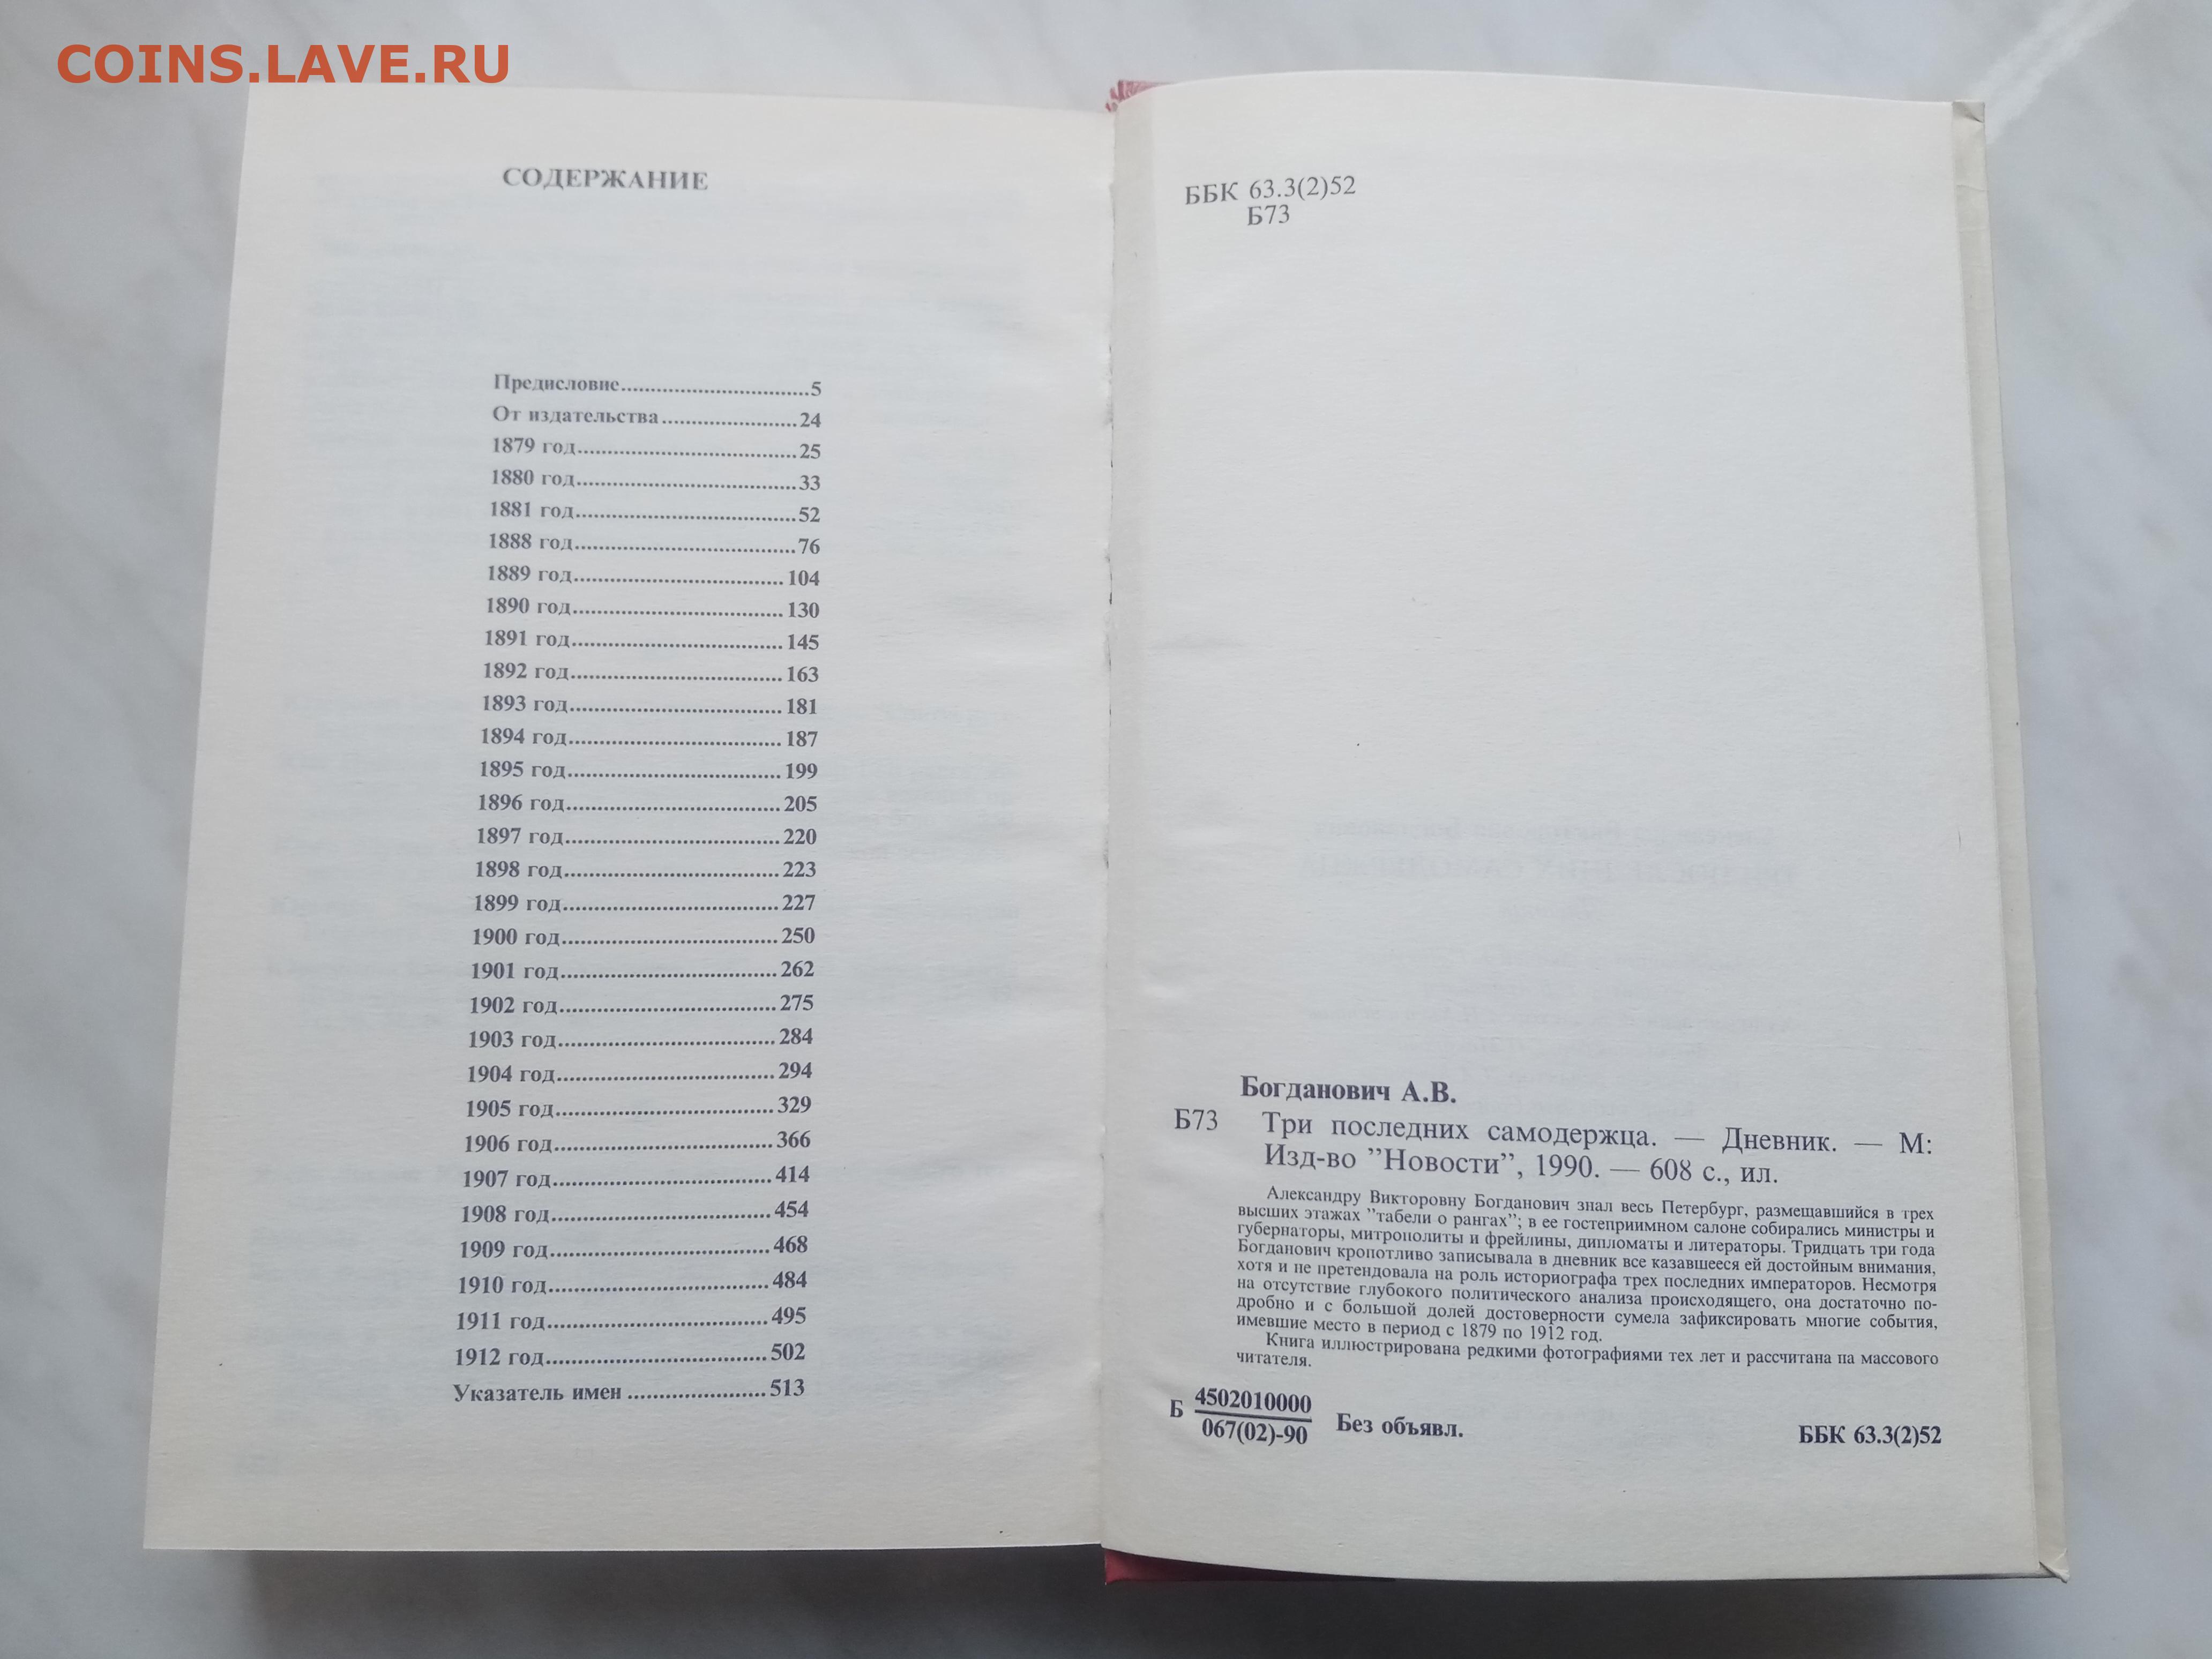 COINS.LAVE.RU
СОДЕРЖАНИЕ
Предисловие...............................5
От издательства......................24
1879 год....................................25
1880 год....................................33
1881 год....................................52
1888 год....................................76
1889 год..................................104
1890 год..................................130
1891 год..................................145
1892 год..................................163
1893 год..................................181
1894 год..................................187
1895 год..................................199
1896 год..................................205
1897 год..................................220
1898 год..................................223
1899 год..................................227
1900 год..................................250
1901 год..................................262
1902 год..................................275
1903 год..................................284
1904 год..................................294
1905 год..................................329
1906 год..................................366
1907 год..................................414
1908 год..................................454
1909 год..................................468
1910 год..................................484
1911 год..................................495
1912 год..................................502
Указатель имен ......................513
ББК 63.3(2)52
Б73
Богданович А.В.
Б73 Три последних самодержца. — Дневник. — М:
Изд-во ”Новости”, 1990. — 608 с., ил.
Александру Викторовну Богданович знал весь Петербург, размещавшийся в трех
высших этажах ”табели о рангах”; в ее гостеприимном салоне собирались министры и
губернаторы, митрополиты и фрейлины, дипломаты и литераторы. Тридцать три года
Богданович кропотливо записывала в дневник все казавшееся ей достойным внимания,
хотя и не претендовала на роль историографа трех последних императоров. Несмотря
на отсутствие глубокого политического анализа происходящего, она достаточно по-
дробно и с большой долей достоверности сумела зафиксировать многие события,
имевшие место в период с 1879 по 1912 год.
Книга иллюстрирована редкими фотографиями тех лет и рассчитана на массового
читателя.
Б 4502010000
067(02)-90 Без объявл. ББК 63.3(2)52